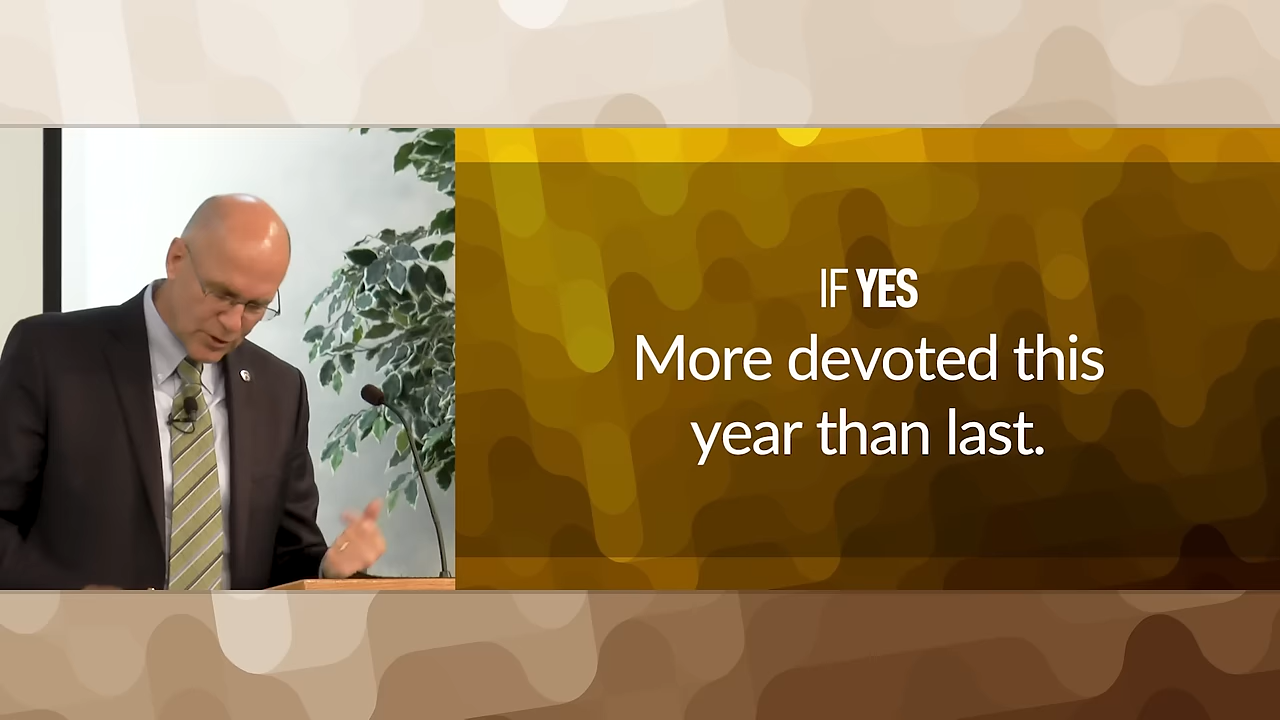 IF YES
More devoted this
year than last.